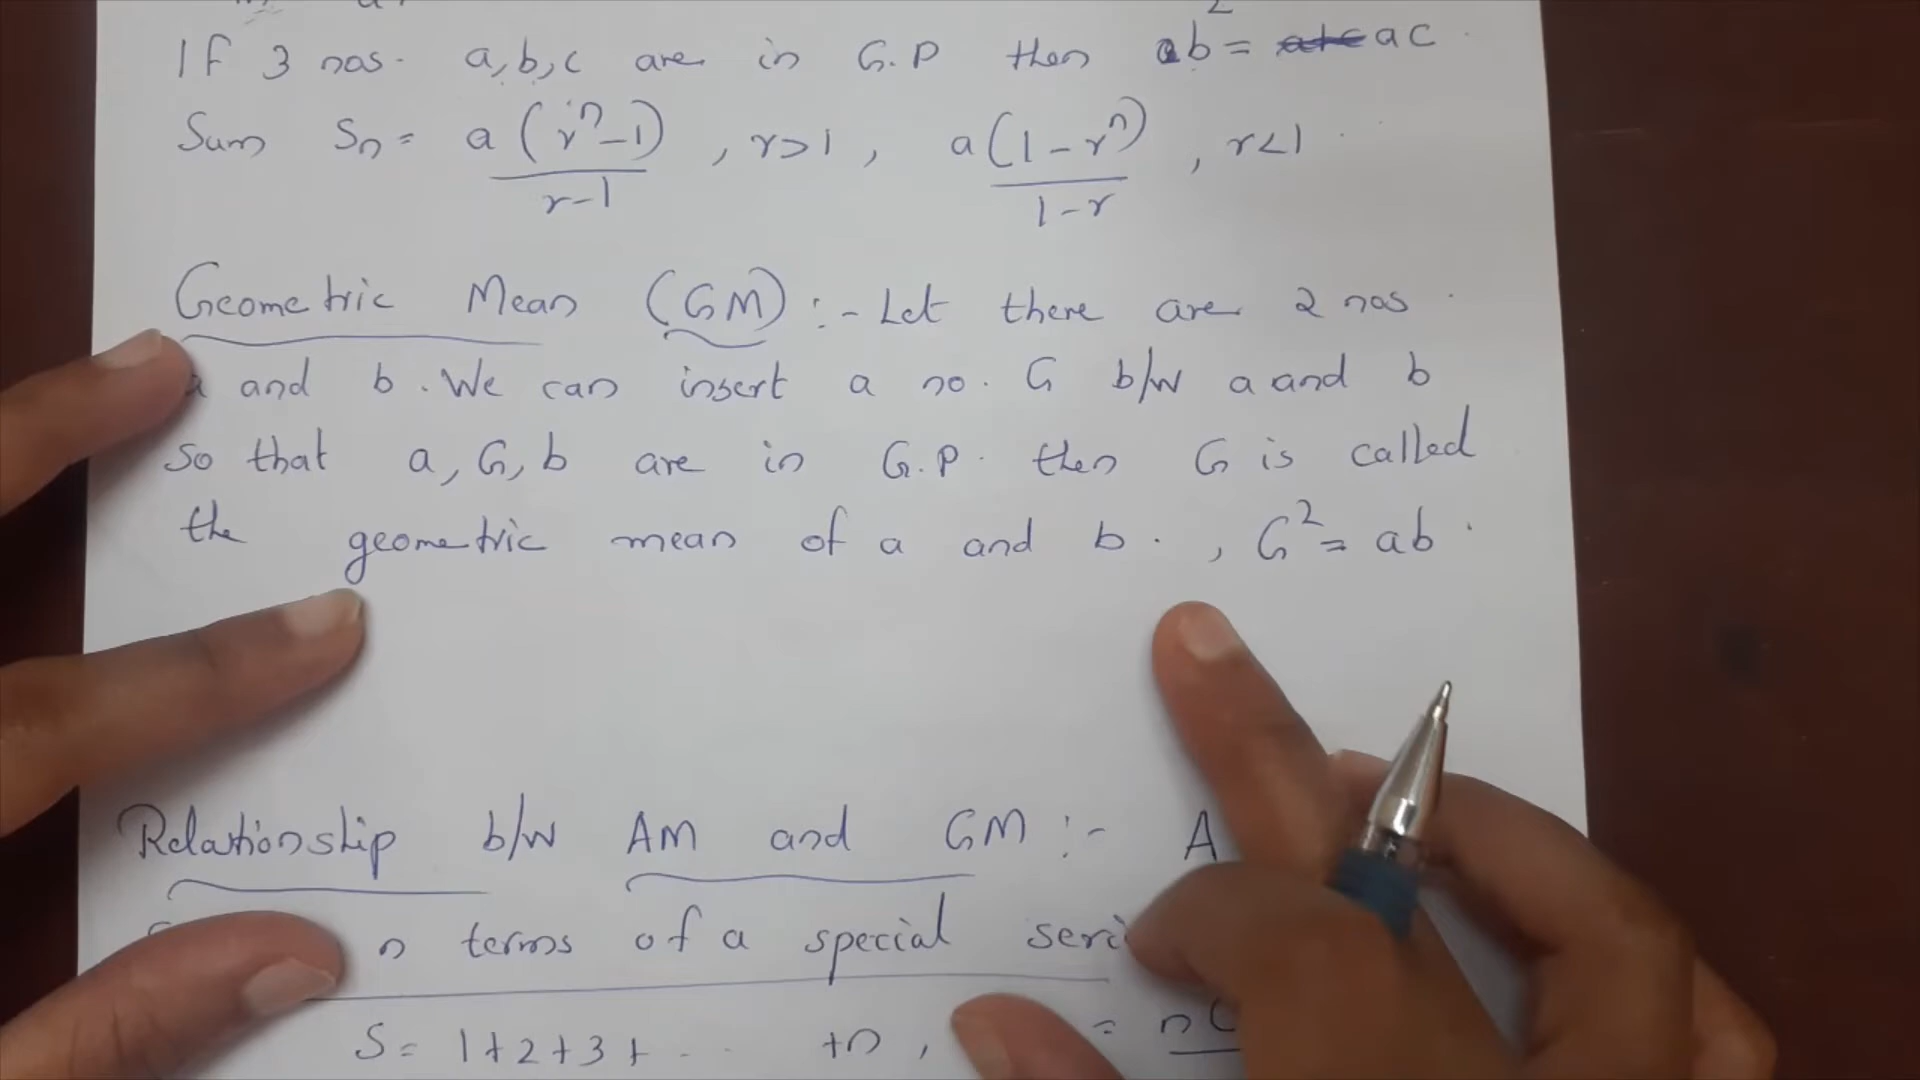 If 3 nos. a,b,c are in G.P then b² = ac.
Sum Sn = a(rⁿ-1)/r-1, r>1, a(1-rⁿ)/1-r, r<1.
Geometric Mean (GM) :- Let there are 2 nos.
a and b. We can insert a no. G b/w a and b
so that a, G, b are in G.P. then G is called
the geometric mean of a and b., G² = ab.
Relationship b/w AM and GM :- A
n terms of a special seri
S = 1+2+3+ ... +n, = n(